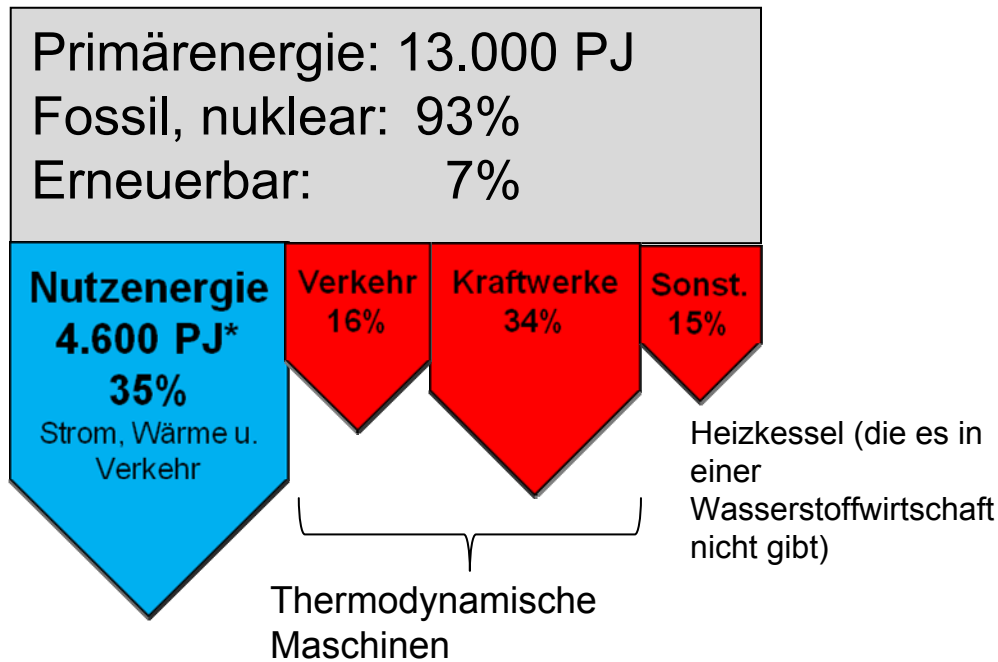 Primärenergie: 13.000 PJ
Fossil, nuklear: 93%
Erneuerbar: 7%
Nutzenergie
4.600 PJ*
35%
Strom, Wärme u.
Verkehr
Verkehr
16%
Kraftwerke
34%
Sonst.
15%
Heizkessel (die es in
einer
Wasserstoffwirtschaft
nicht gibt)
Thermodynamische
Maschinen